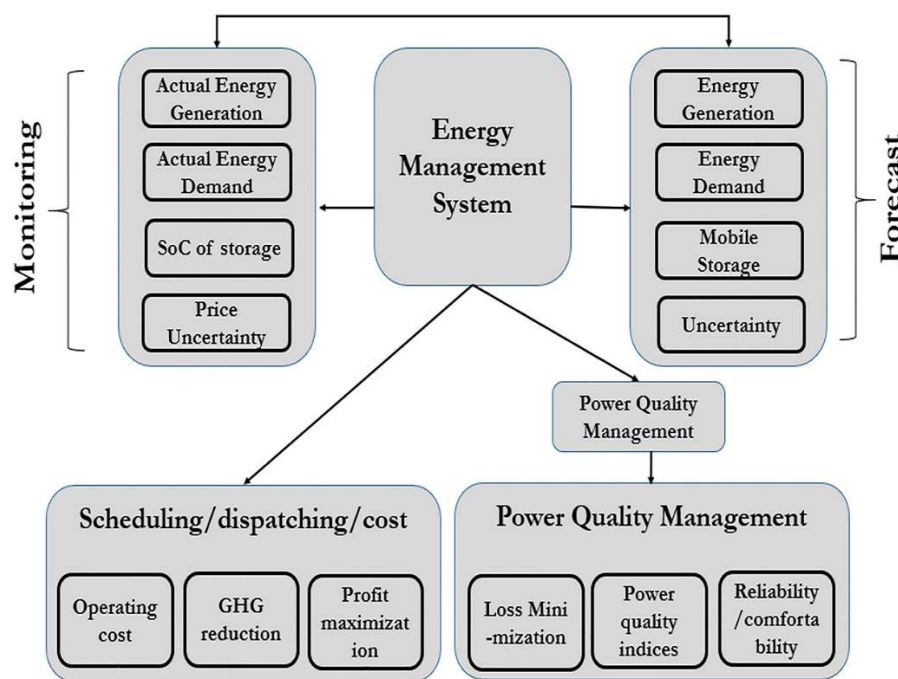 Monitoring
Actual Energy
Generation
Actual Energy
Demand
SoC of storage
Price
Uncertainty
Energy
Management
System
Energy
Generation
Energy
Demand
Mobile
Storage
Uncertainty
Forecast
Power Quality
Management
Scheduling/dispatching/cost
Operating
cost
GHG
reduction
Profit
maximizat
ion
Power Quality Management
Loss Mini
-mization
Power
quality
indices
Reliability
/comforta
bility